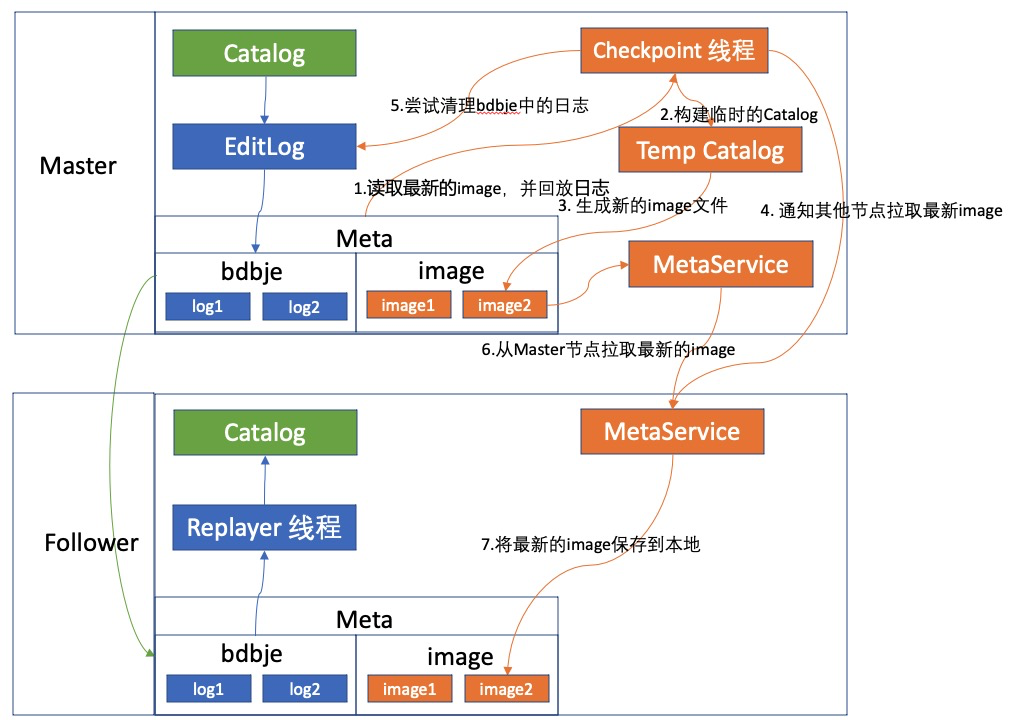 Master
Catalog
Checkpoint 线程
5.尝试清理bdbje中的日志
2.构建临时的Catalog
EditLog
Temp Catalog
1.读取最新的image，并回放日志
3. 生成新的image文件
4. 通知其他节点拉取最新image
Meta
bdbje
image
MetaService
log1
log2
image1
image2
6.从Master节点拉取最新的image
Follower
Catalog
MetaService
Replayer 线程
7.将最新的image保存到本地
Meta
bdbje
image
log1
log2
image1
image2